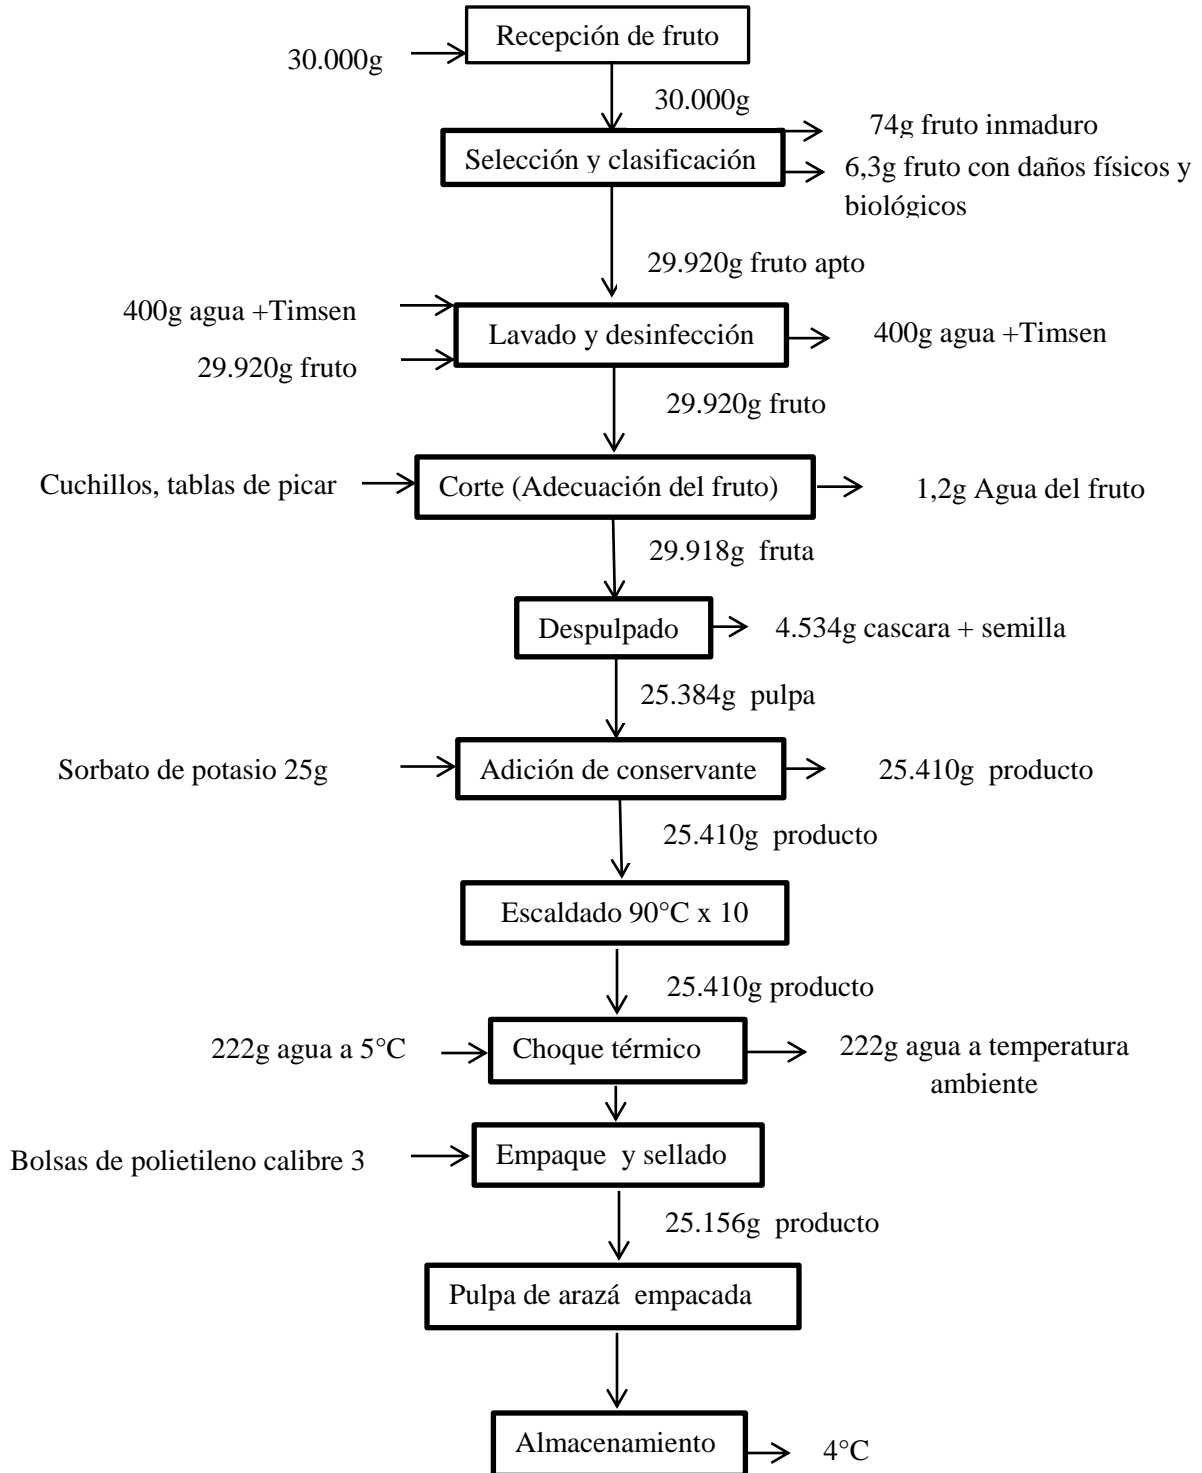 Recepción de fruto
30.000g
30.000g
74g fruto inmaduro
Selección y clasificación
6,3g fruto con daños físicos y
biológicos
29.920g fruto apto
400g agua +Timsen
Lavado y desinfección
400g agua +Timsen
29.920g fruto
29.920g fruto
Cuchillos, tablas de picar
Corte (Adecuación del fruto)
1,2g Agua del fruto
29.918g fruta
Despulpado
4.534g cascara + semilla
25.384g pulpa
Sorbato de potasio 25g
Adición de conservante
25.410g producto
25.410g producto
Escaldado 90°C x 10
25.410g producto
222g agua a 5°C
Choque térmico
222g agua a temperatura
ambiente
Bolsas de polietileno calibre 3
Empaque y sellado
25.156g producto
Pulpa de arazá empacada
Almacenamiento
4°C